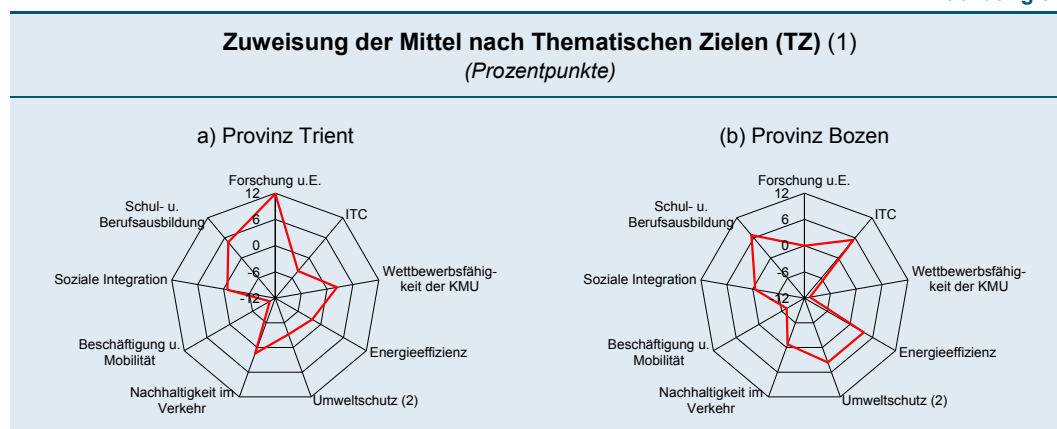 Zuweisung der Mittel nach Thematischen Zielen (TZ) (1)
(Prozentpunkte)
a) Provinz Trient
Forschung u.E.
ITC
Wettbewerbsfähig-
keit der KMU
Energieeffizienz
Umweltschutz (2)
Nachhaltigkeit im
Verkehr
Beschäftigung u.
Mobilität
Soziale Integration
Schul- u.
Berufsausbildung
12
6
0
-6
-12
(b) Provinz Bozen
Forschung u.E.
ITC
Wettbewerbsfähig-
keit der KMU
Energieeffizienz
Umweltschutz (2)
Nachhaltigkeit im
Verkehr
Beschäftigung u.
Mobilität
Soziale Integration
Schul- u.
Berufsausbildung
12
6
0
-6
-12